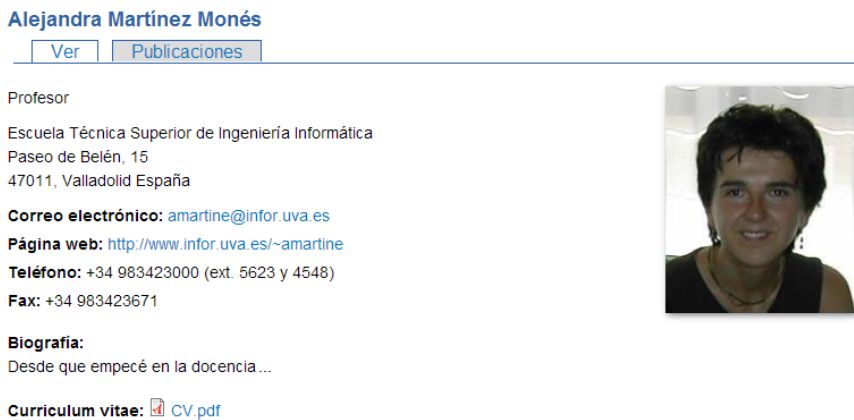 Alejandra Martínez Monés
Ver Publicaciones
Profesor
Escuela Técnica Superior de Ingeniería Informática
Paseo de Belén, 15
47011, Valladolid España
Correo electrónico: amartine@infor.uva.es
Página web: http://www.infor.uva.es/~amartine
Teléfono: +34 983423000 (ext. 5623 y 4548)
Fax: +34 983423671
Biografía:
Desde que empecé en la docencia...
Curriculum vitae: CV.pdf